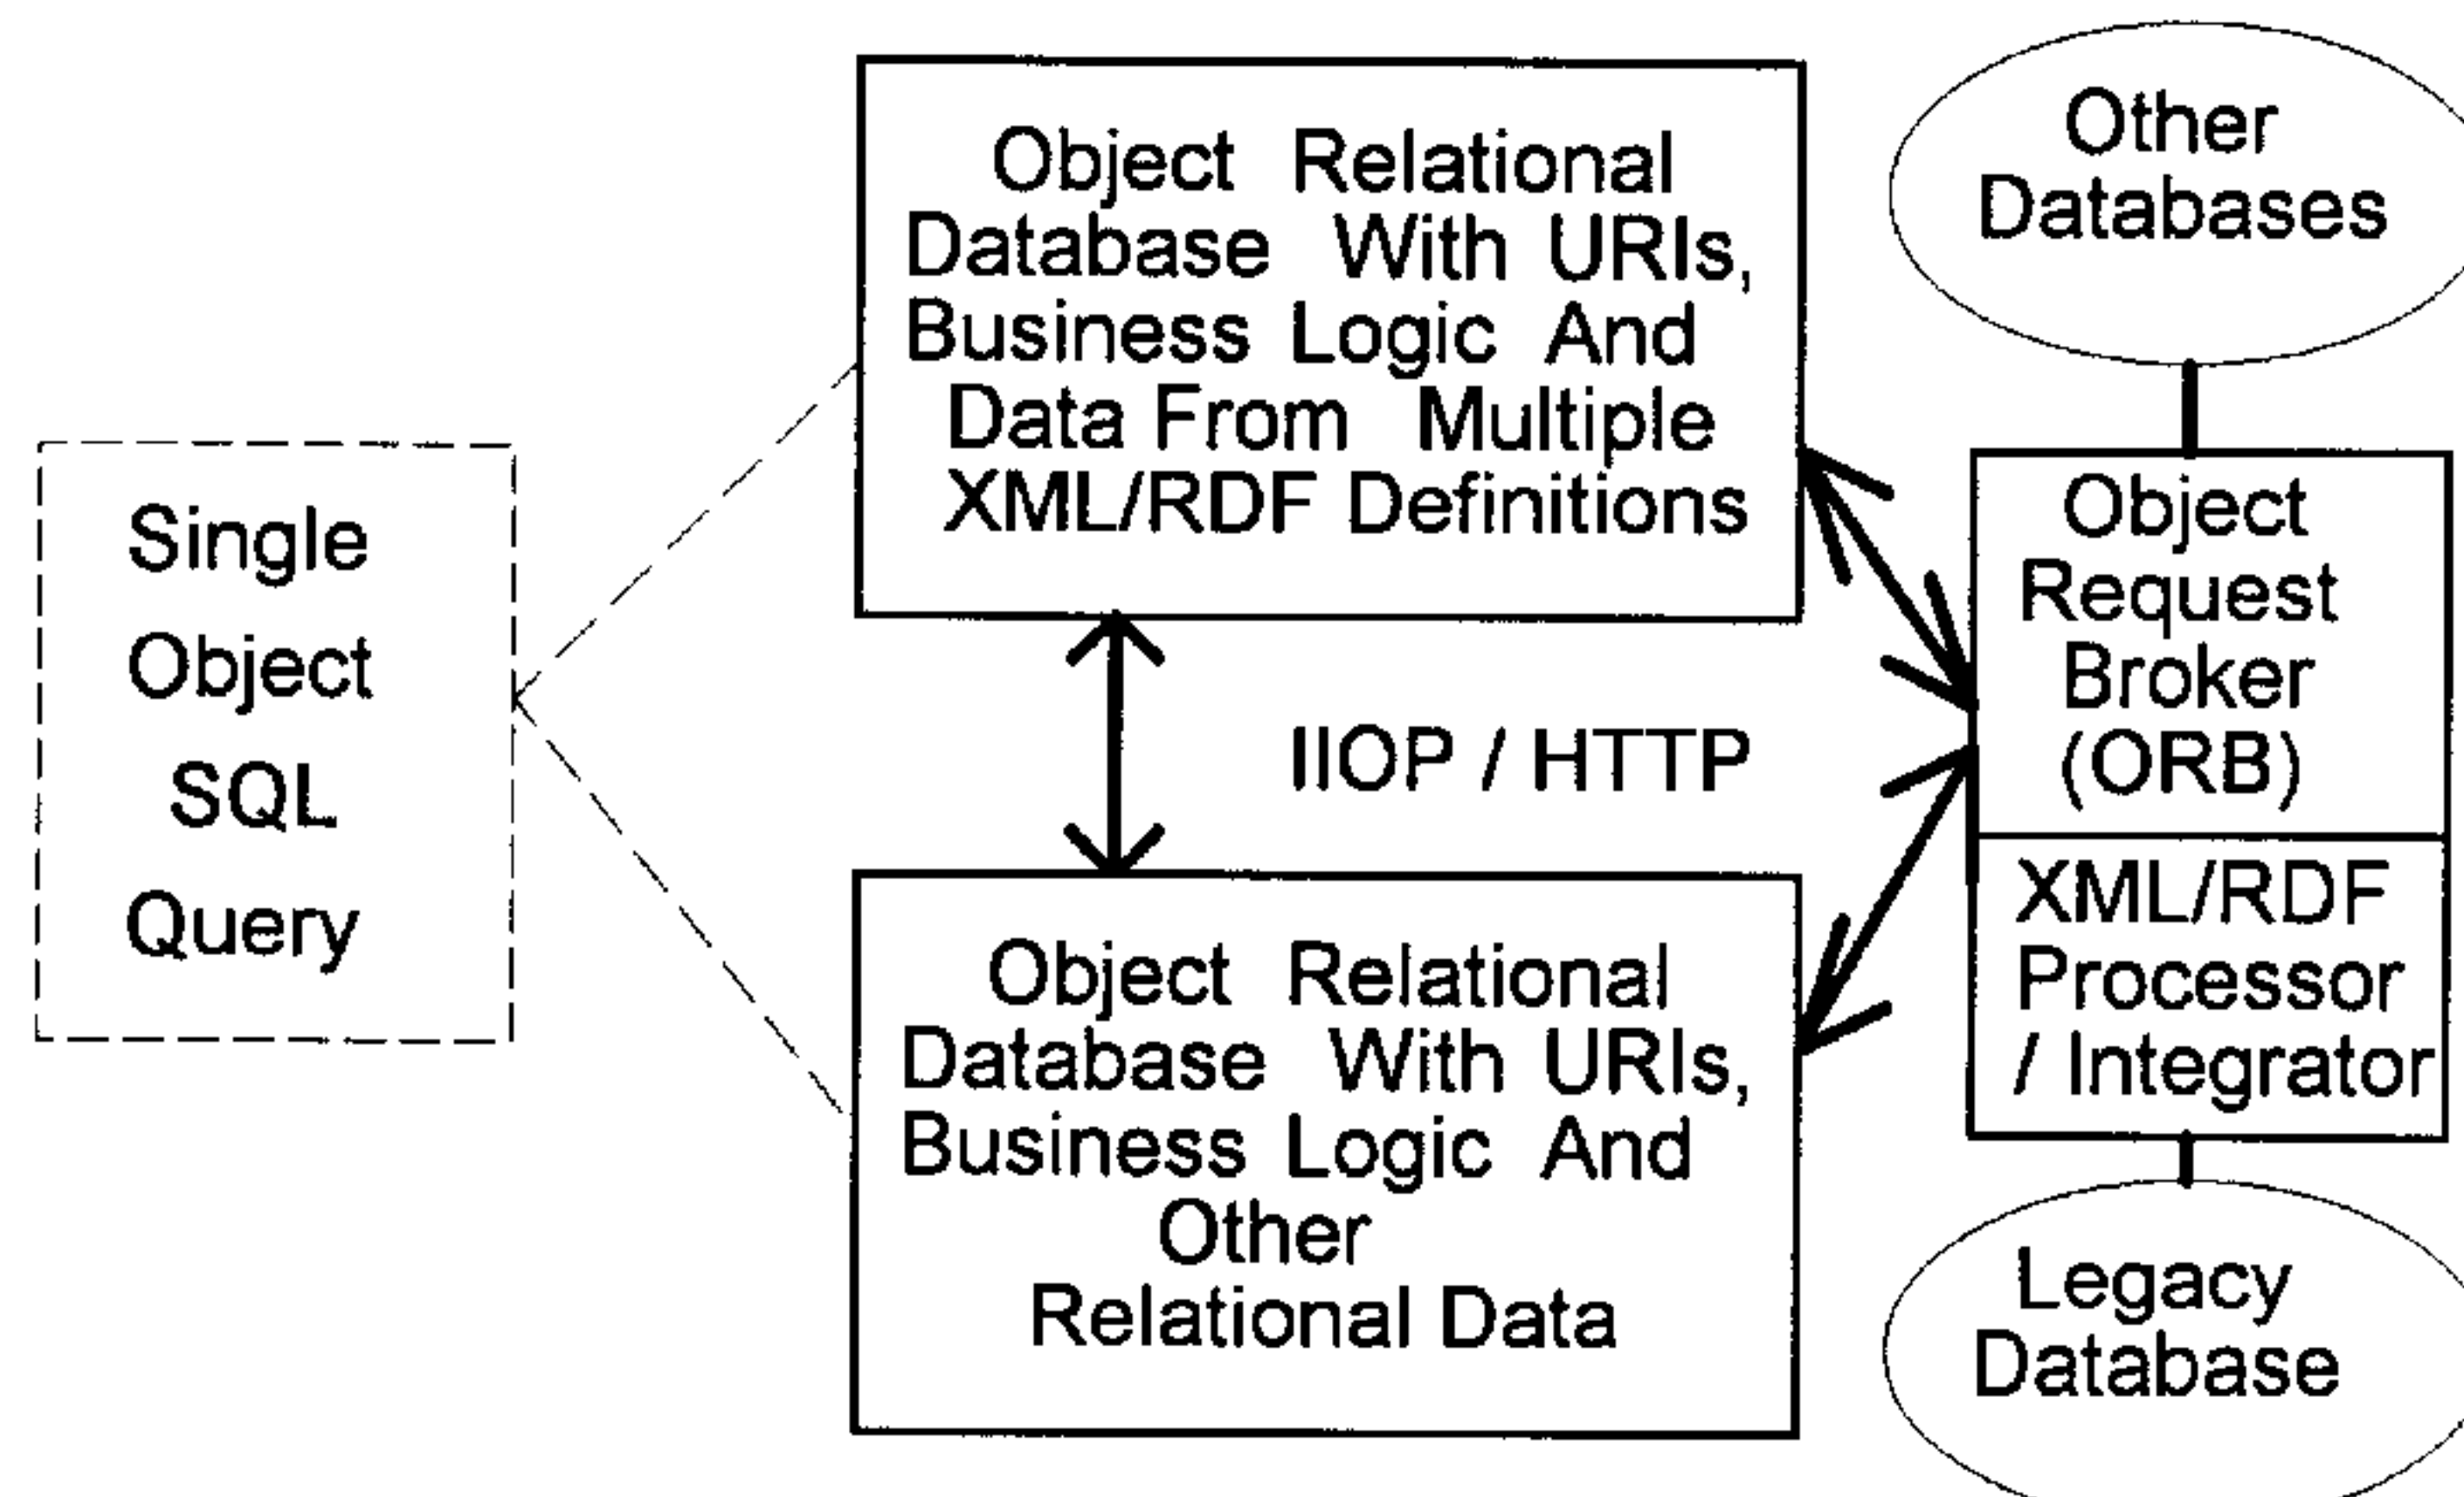 Single
Object
SQL
Query
Object Relational
Database With URIs,
Business Logic And
Data From Multiple
XML/RDF Definitions
IIOP / HTTP
Object Relational
Database With URIs,
Business Logic And
Other
Relational Data
Other
Databases
Object
Request
Broker
(ORB)
XML/RDF
Processor
/ Integrator
Legacy
Database